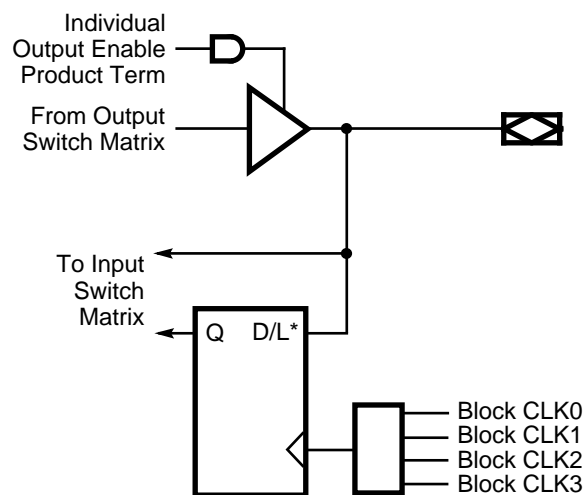 Individual
Output Enable
Product Term
From Output
Switch Matrix
To Input
Switch
Matrix
Q D/L*
Block CLK0
Block CLK1
Block CLK2
Block CLK3